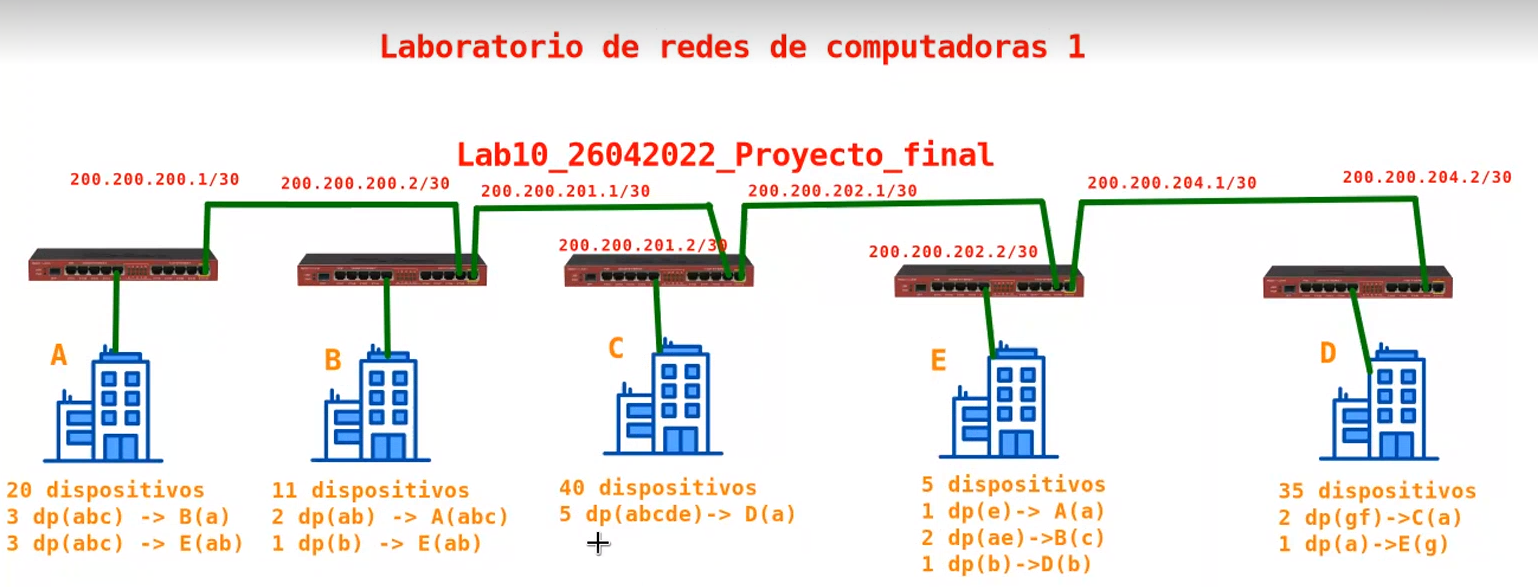 Laboratorio de redes de computadoras 1
Lab10_26042022_Proyecto_final
200.200.200.1/30
200.200.200.2/30
200.200.201.1/30
200.200.202.1/30
200.200.204.1/30
200.200.204.2/30
200.200.201.2/30
200.200.202.2/30
A
B
C
E
D
20 dispositivos
3 dp(abc) -> B(a)
3 dp(abc) -> E(ab)
11 dispositivos
2 dp(ab) -> A(abc)
1 dp(b) -> E(ab)
40 dispositivos
5 dp(abcde)-> D(a)
5 dispositivos
1 dp(e)-> A(a)
2 dp(ae)->B(c)
1 dp(b)->D(b)
35 dispositivos
2 dp(gf)->C(a)
1 dp(a)->E(g)